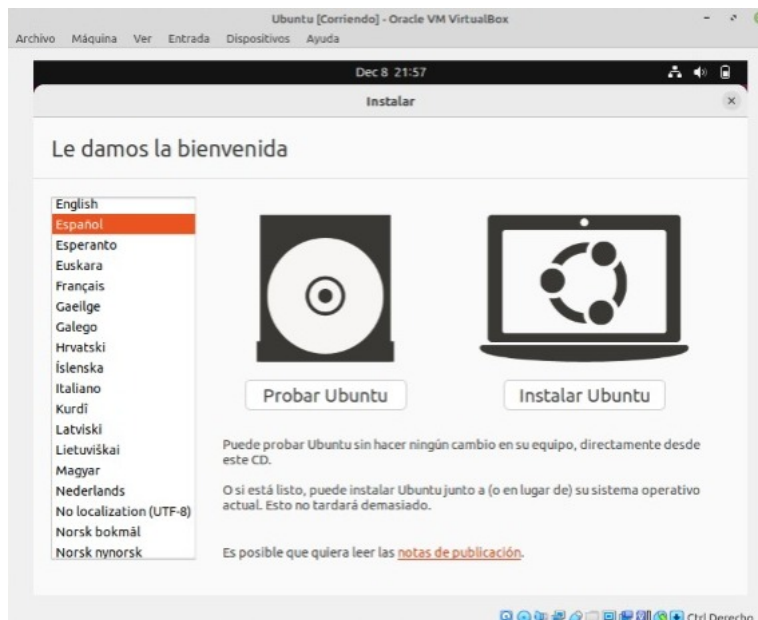 Ubuntu [Corriendo] - Oracle VM VirtualBox
Archivo Máquina Ver Entrada Dispositivos Ayuda
Dec 8 21:57
Instalar
Le damos la bienvenida
English
Español
Esperanto
Euskara
Français
Gaeilge
Galego
Hrvatski
Íslenska
Italiano
Kurdî
Latviski
Lietuviškai
Magyar
Nederlands
No localization (UTF-8)
Norsk bokmål
Norsk nynorsk
Probar Ubuntu
Instalar Ubuntu
Puede probar Ubuntu sin hacer ningún cambio en su equipo, directamente desde
este CD.
O si está listo, puede instalar Ubuntu junto a (o en lugar de) su sistema operativo
actual. Esto no tardará demasiado.
Es posible que quiera leer las notas de publicación.
Ctrl Derecho